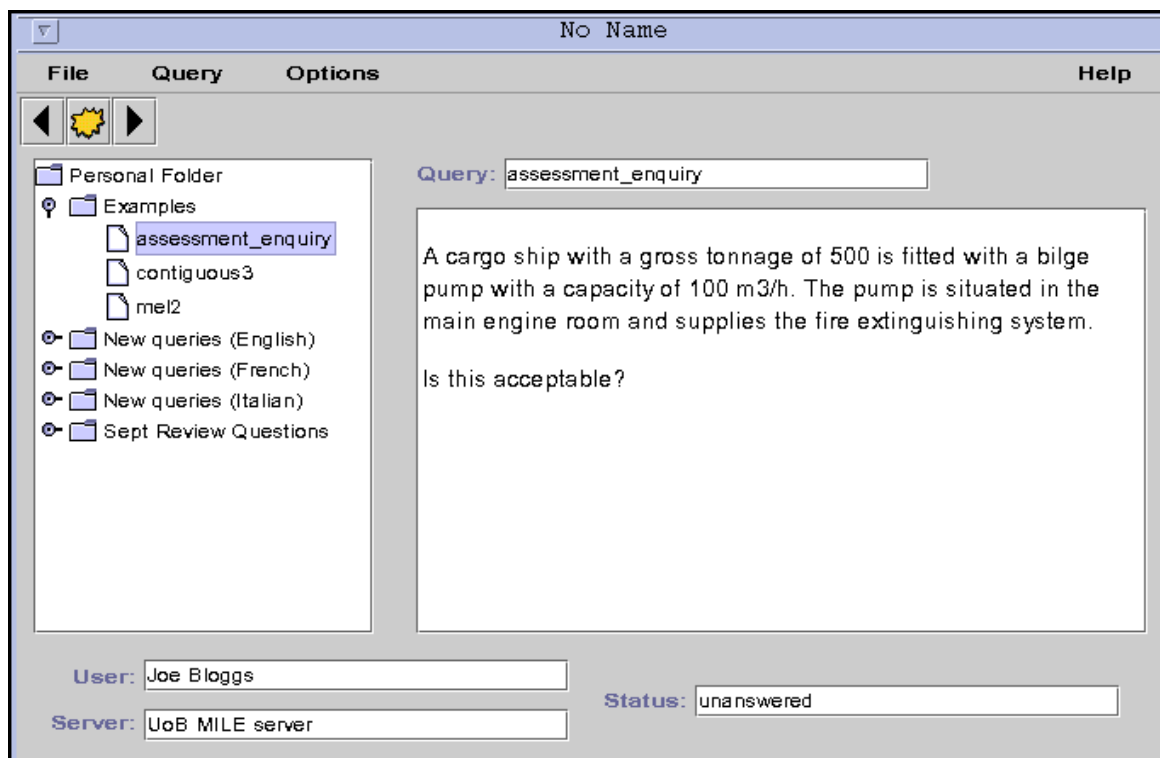 No Name
File Query Options Help
Personal Folder
Examples
assessment_enquiry
contiguous3
mel2
New queries (English)
New queries (French)
New queries (Italian)
Sept Review Questions
Query: assessment_enquiry
A cargo ship with a gross tonnage of 500 is fitted with a bilge
pump with a capacity of 100 m3/h. The pump is situated in the
main engine room and supplies the fire extinguishing system.
Is this acceptable?
User: Joe Bloggs
Server: UoB MILE server
Status: unanswered